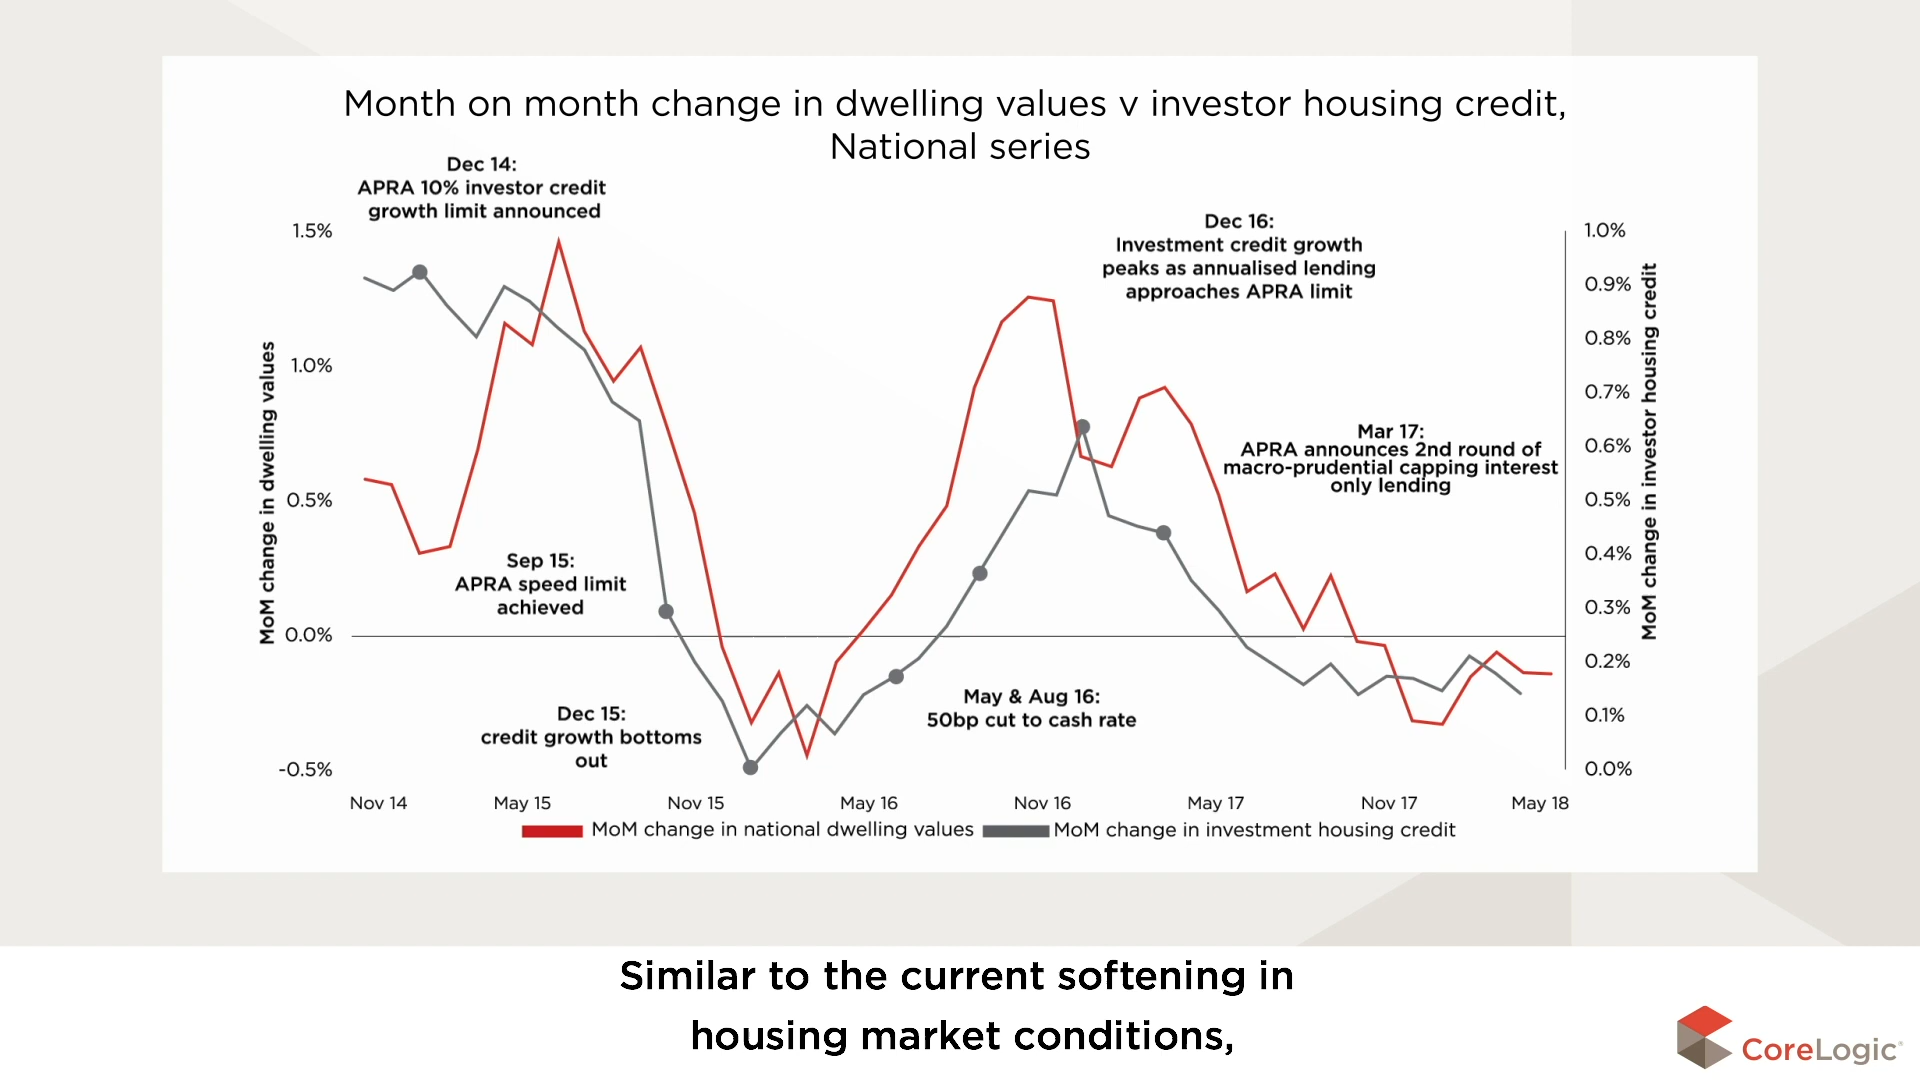 Month on month change in dwelling values v investor housing credit,
National series
Dec 14:
APRA 10% investor credit
growth limit announced
Dec 16:
Investment credit growth
peaks as annualised lending
approaches APRA limit
Mar 17:
APRA announces 2nd round of
macro-prudential capping interest
only lending
Sep 15:
APRA speed limit
achieved
Dec 15:
credit growth bottoms
out
May & Aug 16:
50bp cut to cash rate
MoM change in dwelling values
1.5%
1.0%
0.5%
0.0%
-0.5%
1.0%
0.9%
0.8%
0.7%
0.6%
0.5%
0.4%
0.3%
0.2%
0.1%
0.0%
MoM change in investor housing credit
Nov 14 May 15 Nov 15 May 16 Nov 16 May 17 Nov 17 May 18
MoM change in national dwelling values MoM change in investment housing credit
Similar to the current softening in
housing market conditions,
CoreLogic